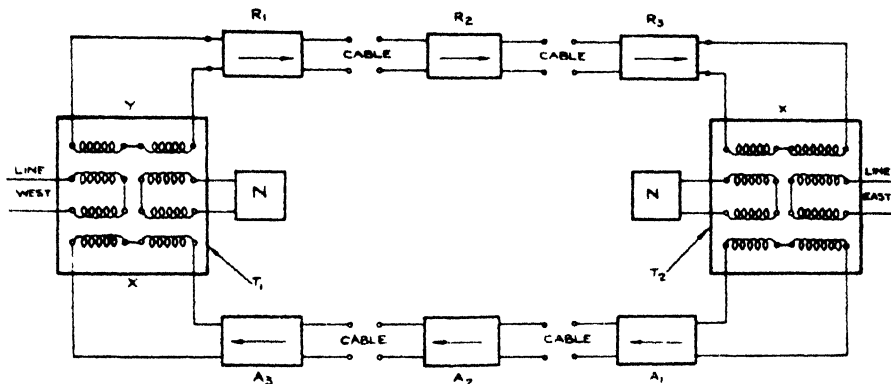 R1 R2 R3
CABLE CABLE
Y X
LINE LINE
WEST N N EAST
X T1 T2
CABLE CABLE
A3 A2 A1